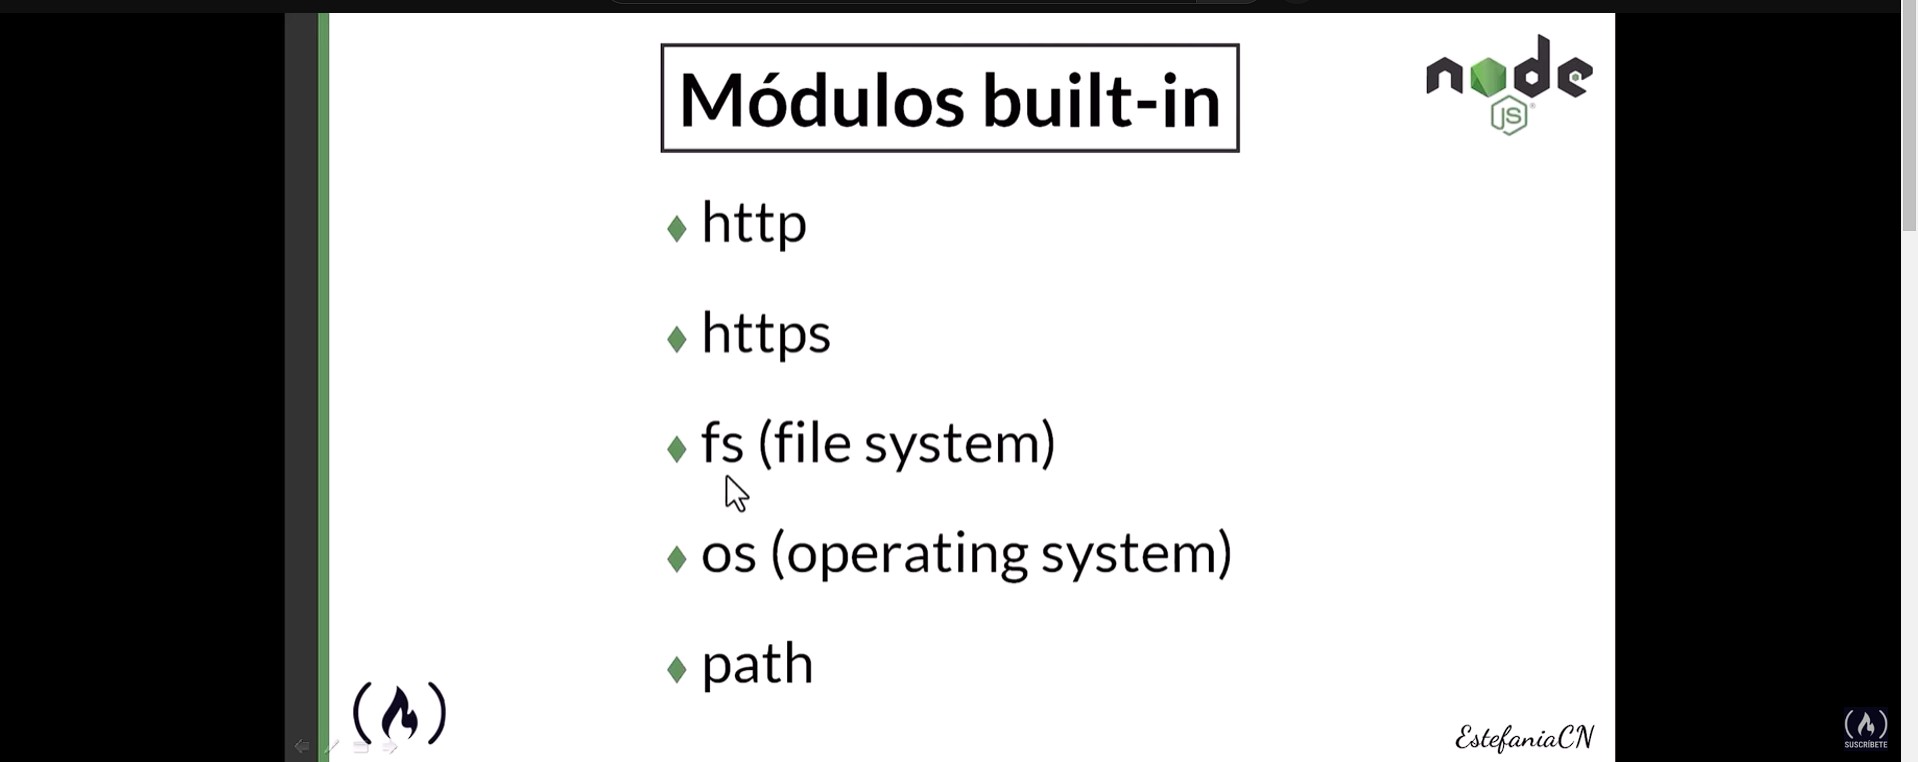 Módulos built-in
node
JS
http
https
fs (file system)
os (operating system)
path
EstefaniaCN
SUSCRÍBETE